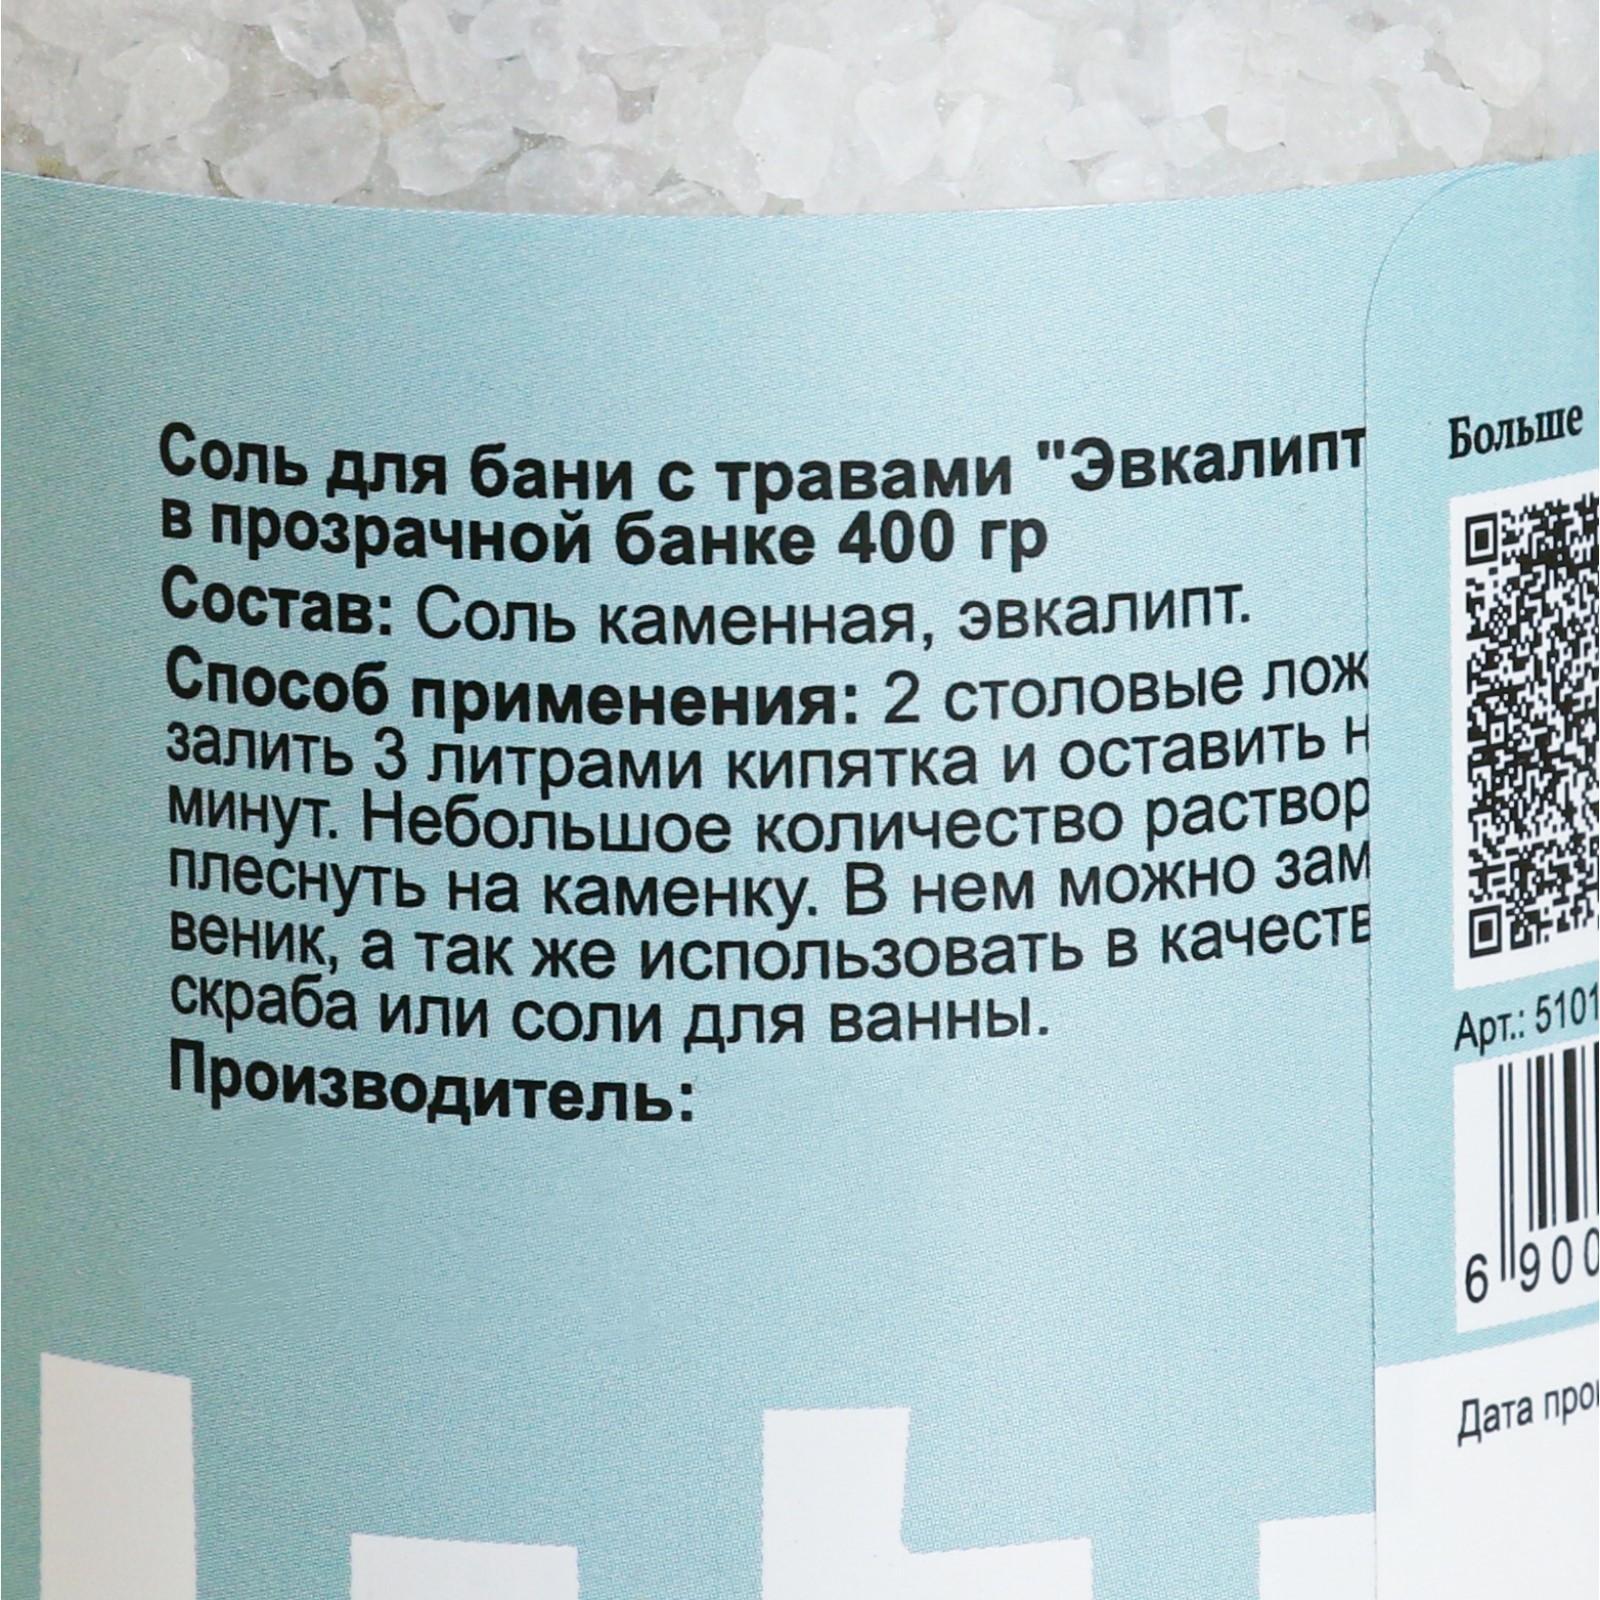 Соль для бани с травами "Эвкалипт
в прозрачной банке 400 гр
Состав: Соль каменная, эвкалипт.
Способ применения: 2 столовые лож
залить 3 литрами кипятка и оставить н
минут. Небольшое количество раствор
плеснуть на каменку. В нем можно зам
веник, а так же использовать в качеств
скраба или соли для ванны.
Производитель:
Больше
Арт.: 5101
6 900
Дата прои